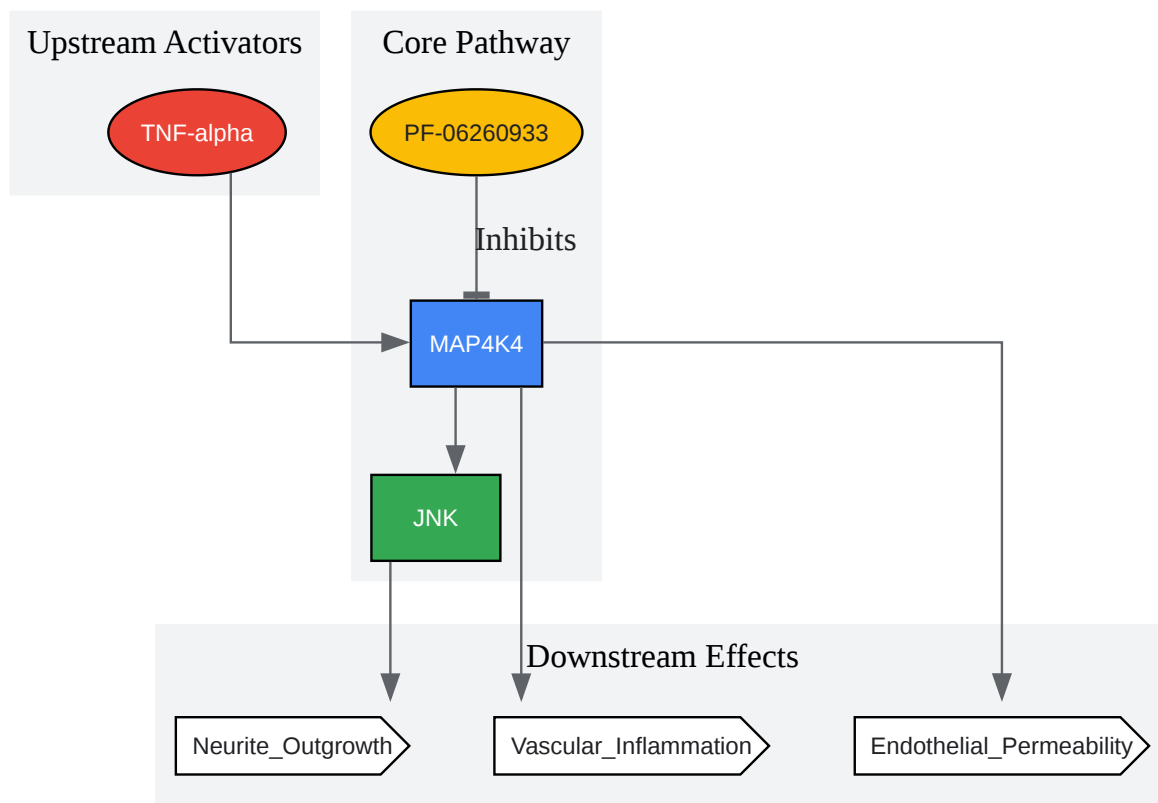 Upstream Activators
Core Pathway
TNF-alpha
PF-06260933
Inhibits
MAP4K4
JNK
Downstream Effects
Neurite_Outgrowth
Vascular_Inflammation
Endothelial_Permeability